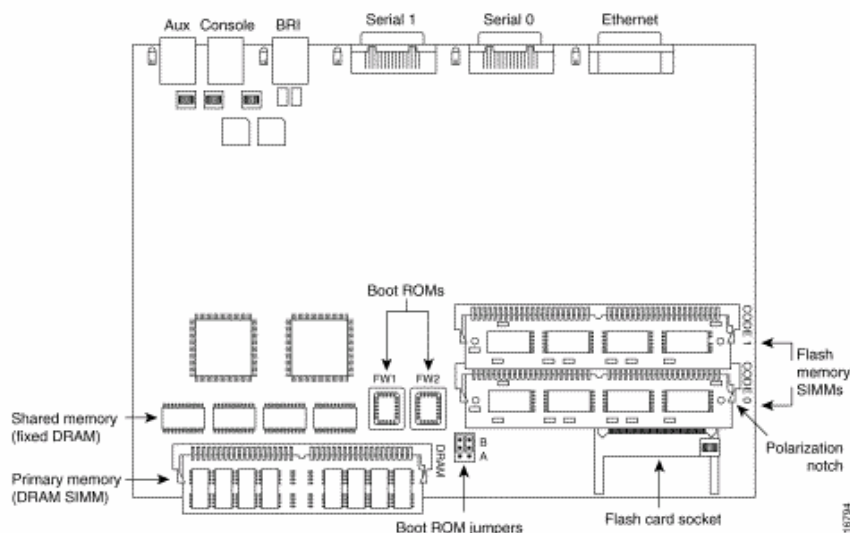 Aux Console BRI Serial 1 Serial 0 Ethernet
Boot ROMs
FW1 FW2
CODE 1
Flash
memory
SIMMs
CODE 0
Shared memory
(fixed DRAM)
Polarization
notch
DRAM
B
A
Primary memory
(DRAM SIMM)
Boot ROM jumpers
Flash card socket
16794